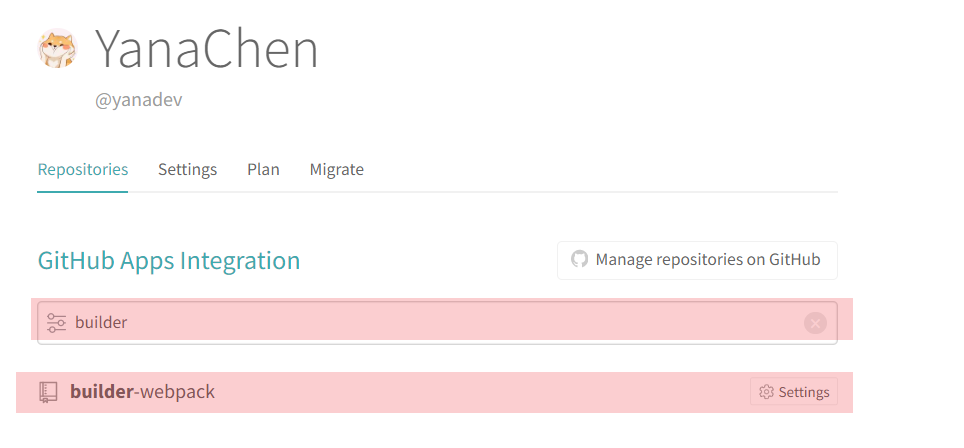 YanaChen
@yanadev
Repositories Settings Plan Migrate
GitHub Apps Integration Manage repositories on GitHub
builder
builder-webpack Settings